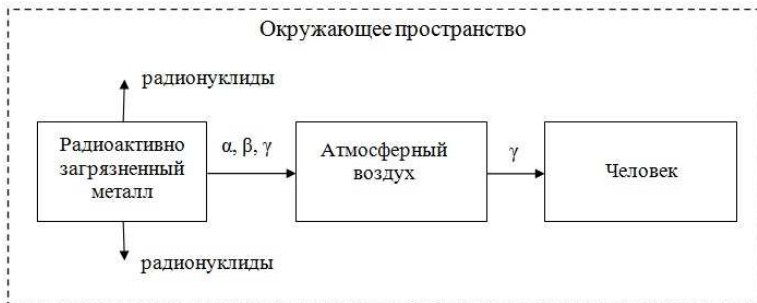 Окружающее пространство
радионуклиды
Радиоактивно
загрязненный
металл
α, β, γ
Атмосферный
воздух
γ
Человек
радионуклиды